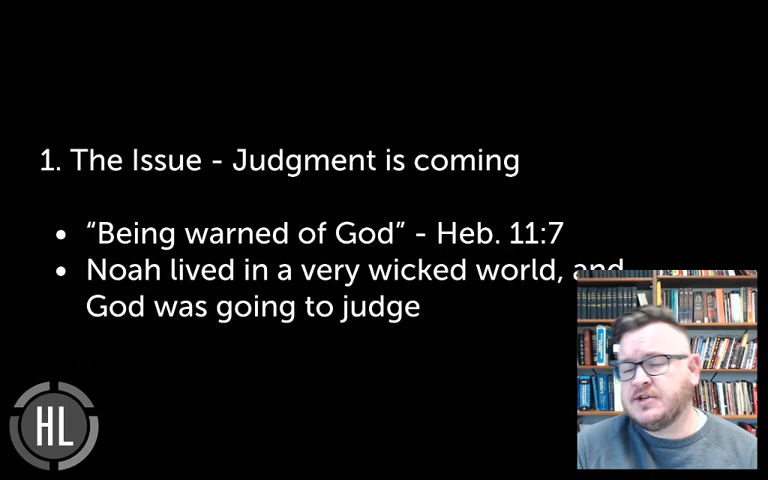 1. The Issue - Judgment is coming
• “Being warned of God” - Heb. 11:7
• Noah lived in a very wicked world, and
God was going to judge
HL